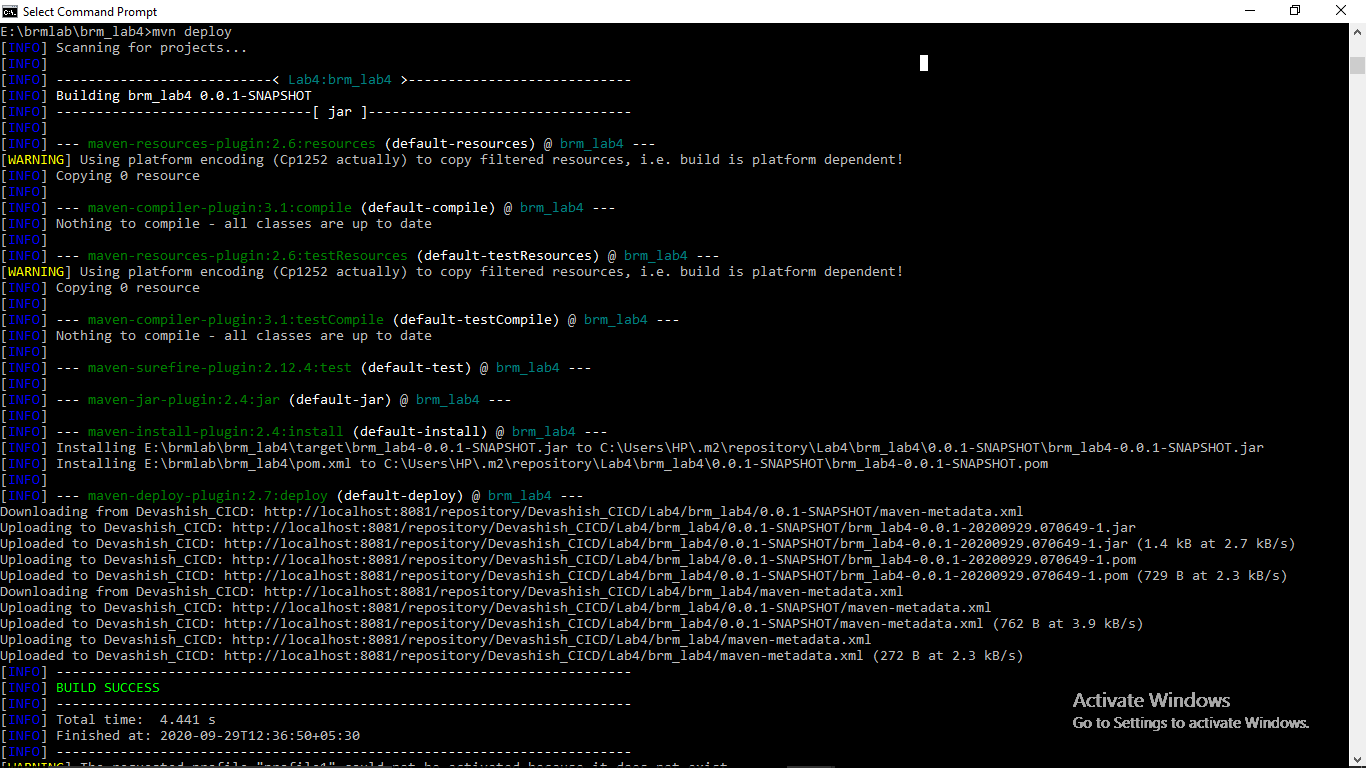 Select Command Prompt
E:\brmlab\brm_lab4>mvn deploy
[INFO] Scanning for projects...
[INFO]
[INFO] ---------------------------< Lab4:brm_lab4 >----------------------------
[INFO] Building brm_lab4 0.0.1-SNAPSHOT
[INFO] --------------------------------[ jar ]---------------------------------
[INFO]
[INFO] --- maven-resources-plugin:2.6:resources (default-resources) @ brm_lab4 ---
[WARNING] Using platform encoding (Cp1252 actually) to copy filtered resources, i.e. build is platform dependent!
[INFO] Copying 0 resource
[INFO]
[INFO] --- maven-compiler-plugin:3.1:compile (default-compile) @ brm_lab4 ---
[INFO] Nothing to compile - all classes are up to date
[INFO]
[INFO] --- maven-resources-plugin:2.6:testResources (default-testResources) @ brm_lab4 ---
[WARNING] Using platform encoding (Cp1252 actually) to copy filtered resources, i.e. build is platform dependent!
[INFO] Copying 0 resource
[INFO]
[INFO] --- maven-compiler-plugin:3.1:testCompile (default-testCompile) @ brm_lab4 ---
[INFO] Nothing to compile - all classes are up to date
[INFO]
[INFO] --- maven-surefire-plugin:2.12.4:test (default-test) @ brm_lab4 ---
[INFO]
[INFO] --- maven-jar-plugin:2.4:jar (default-jar) @ brm_lab4 ---
[INFO]
[INFO] --- maven-install-plugin:2.4:install (default-install) @ brm_lab4 ---
[INFO] Installing E:\brmlab\brm_lab4\target\brm_lab4-0.0.1-SNAPSHOT.jar to C:\Users\HP\.m2\repository\Lab4\brm_lab4\0.0.1-SNAPSHOT\brm_lab4-0.0.1-SNAPSHOT.jar
[INFO] Installing E:\brmlab\brm_lab4\pom.xml to C:\Users\HP\.m2\repository\Lab4\brm_lab4\0.0.1-SNAPSHOT\brm_lab4-0.0.1-SNAPSHOT.pom
[INFO]
[INFO] --- maven-deploy-plugin:2.7:deploy (default-deploy) @ brm_lab4 ---
Downloading from Devashish_CICD: http://localhost:8081/repository/Devashish_CICD/Lab4/brm_lab4/0.0.1-SNAPSHOT/maven-metadata.xml
Uploading to Devashish_CICD: http://localhost:8081/repository/Devashish_CICD/Lab4/brm_lab4/0.0.1-SNAPSHOT/brm_lab4-0.0.1-20200929.070649-1.jar
Uploaded to Devashish_CICD: http://localhost:8081/repository/Devashish_CICD/Lab4/brm_lab4/0.0.1-SNAPSHOT/brm_lab4-0.0.1-20200929.070649-1.jar (1.4 kB at 2.7 kB/s)
Uploading to Devashish_CICD: http://localhost:8081/repository/Devashish_CICD/Lab4/brm_lab4/0.0.1-SNAPSHOT/brm_lab4-0.0.1-20200929.070649-1.pom
Uploaded to Devashish_CICD: http://localhost:8081/repository/Devashish_CICD/Lab4/brm_lab4/0.0.1-SNAPSHOT/brm_lab4-0.0.1-20200929.070649-1.pom (729 B at 2.3 kB/s)
Downloading from Devashish_CICD: http://localhost:8081/repository/Devashish_CICD/Lab4/brm_lab4/maven-metadata.xml
Uploading to Devashish_CICD: http://localhost:8081/repository/Devashish_CICD/Lab4/brm_lab4/0.0.1-SNAPSHOT/maven-metadata.xml
Uploaded to Devashish_CICD: http://localhost:8081/repository/Devashish_CICD/Lab4/brm_lab4/0.0.1-SNAPSHOT/maven-metadata.xml (762 B at 3.9 kB/s)
Uploading to Devashish_CICD: http://localhost:8081/repository/Devashish_CICD/Lab4/brm_lab4/maven-metadata.xml
Uploaded to Devashish_CICD: http://localhost:8081/repository/Devashish_CICD/Lab4/brm_lab4/maven-metadata.xml (272 B at 2.3 kB/s)
[INFO] ------------------------------------------------------------------------
[INFO] BUILD SUCCESS
[INFO] ------------------------------------------------------------------------
[INFO] Total time:  4.441 s
[INFO] Finished at: 2020-09-29T12:36:50+05:30
[INFO] ------------------------------------------------------------------------
[WARNING] The requested profile "profile1" could not be activated because it does not exist.
Activate Windows
Go to Settings to activate Windows.